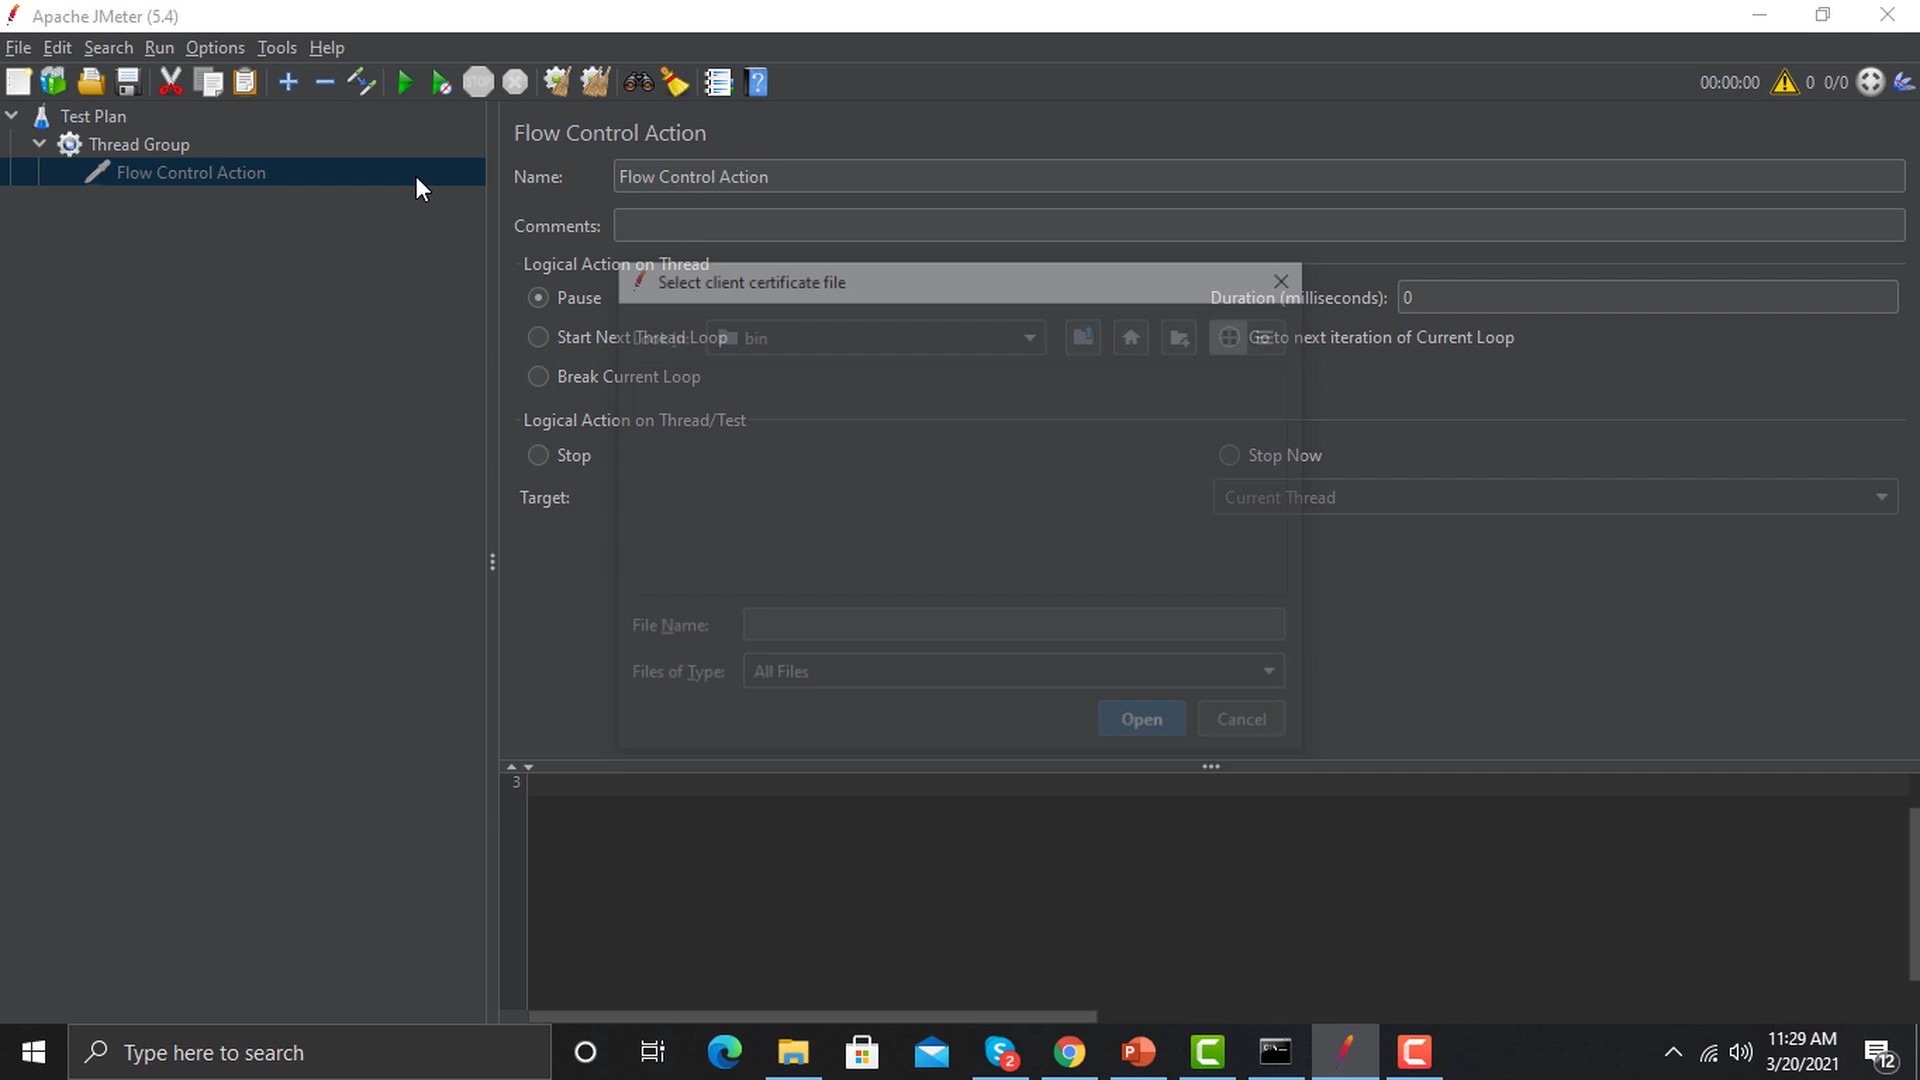 Apache JMeter (5.4)
File Edit Search Run Options Tools Help
STOP
00:00:00 0 0/0
Test Plan
Thread Group
Flow Control Action
Flow Control Action
Name: Flow Control Action
Comments:
Logical Action on Thread
Select client certificate file
Pause
Duration (milliseconds): 0
Start Next Thread Loop
bin
Go to next iteration of Current Loop
Break Current Loop
Logical Action on Thread/Test
Stop
Stop Now
Target:
Current Thread
File Name:
Files of Type: All Files
Open Cancel
3
Type here to search
2
11:29 AM
3/20/2021
12